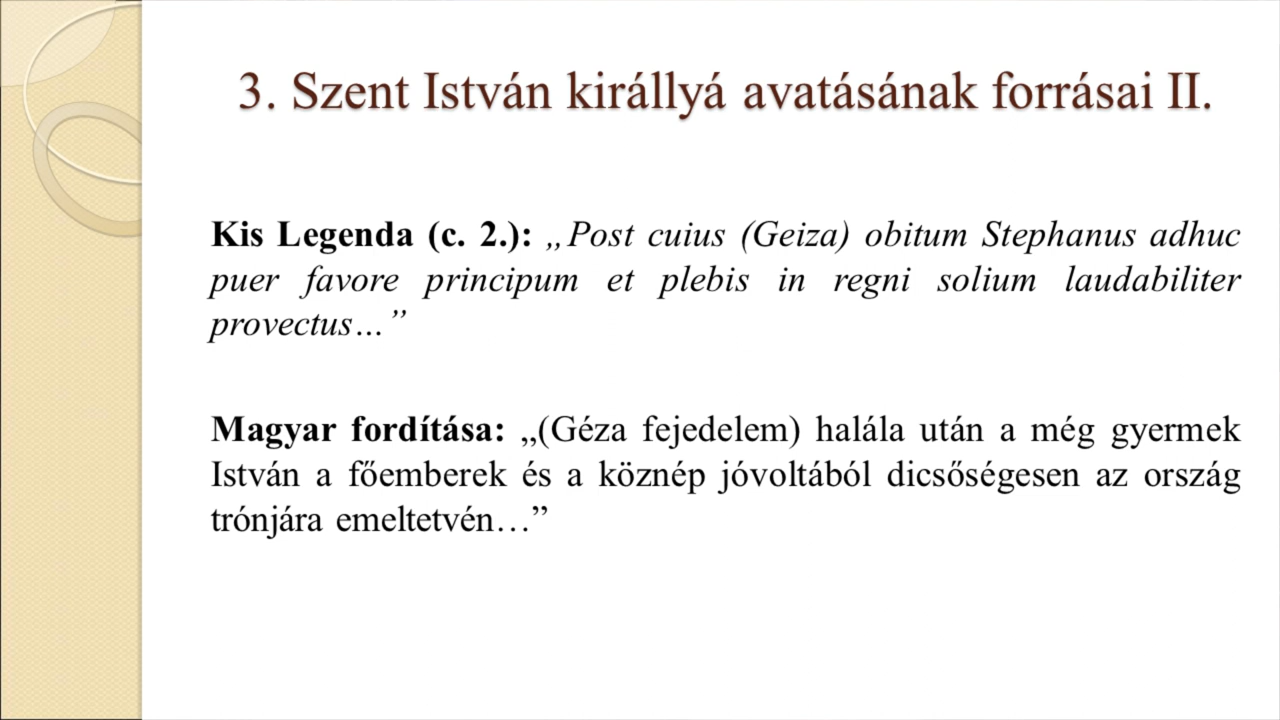 3. Szent István királlyá avatásának forrásai II.
Kis Legenda (c. 2.): „Post cuius (Geiza) obitum Stephanus adhuc
puer favore principum et plebis in regni solium laudabiliter
provectus…”
Magyar fordítása: „(Géza fejedelem) halála után a még gyermek
István a főemberek és a köznép jóvoltából dicsőségesen az ország
trónjára emeltetvén…”